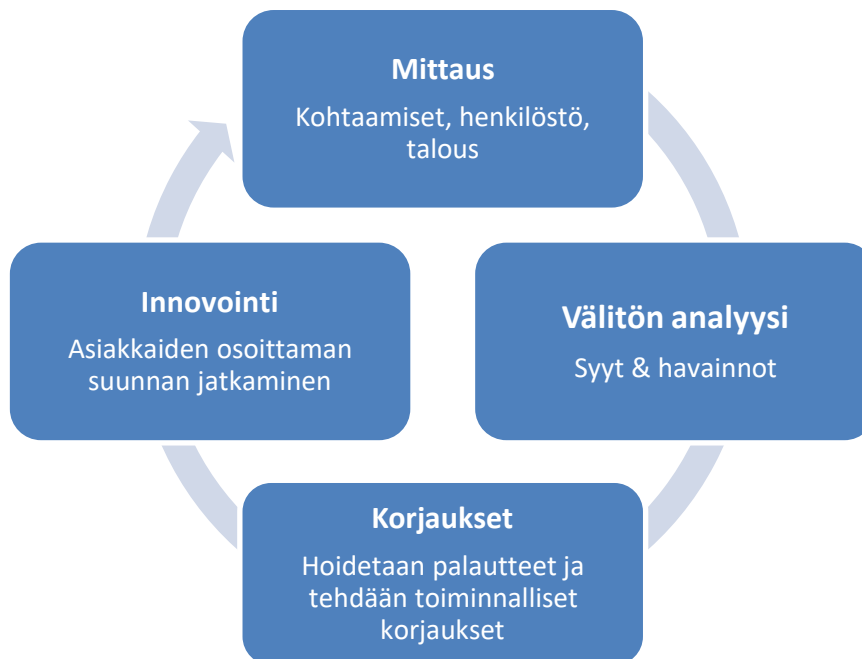 Mittaus
Kohtaamiset, henkilöstö,
talous
Välitön analyysi
Syyt & havainnot
Korjaukset
Hoidetaan palautteet ja
tehdään toiminnalliset
korjaukset
Innovointi
Asiakkaiden osoittaman
suunnan jatkaminen